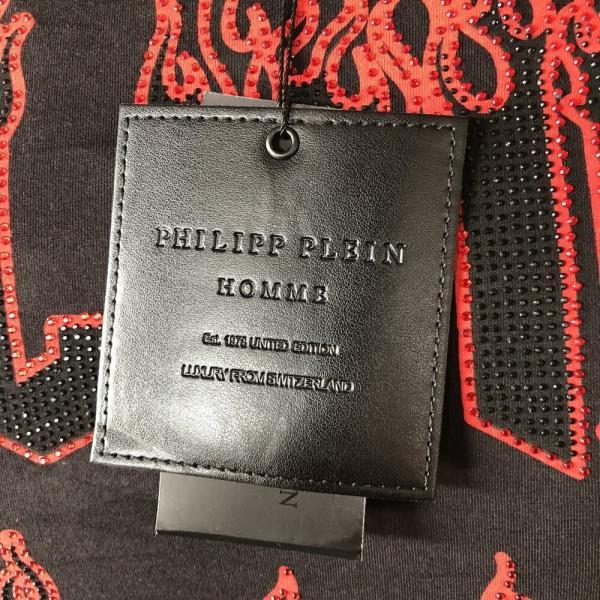 PHILIPP PLEIN
HOMME
Est. 1978 LIMITED EDITION
LUXURY FROM SWITZERLAND
N